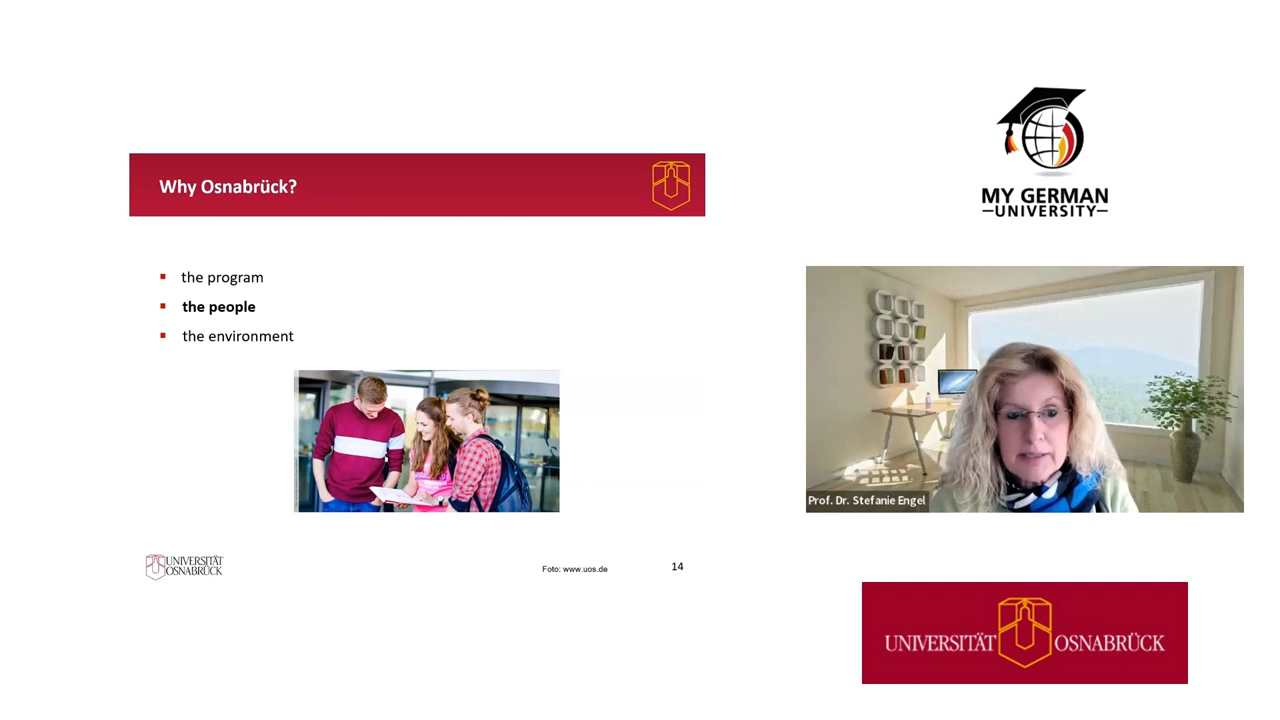 Why Osnabrück?
the program
the people
the environment
UNIVERSITÄT
OSNABRÜCK
Foto: www.uos.de
14
MY GERMAN
UNIVERSITY
Prof. Dr. Stefanie Engel
UNIVERSITÄT OSNABRÜCK